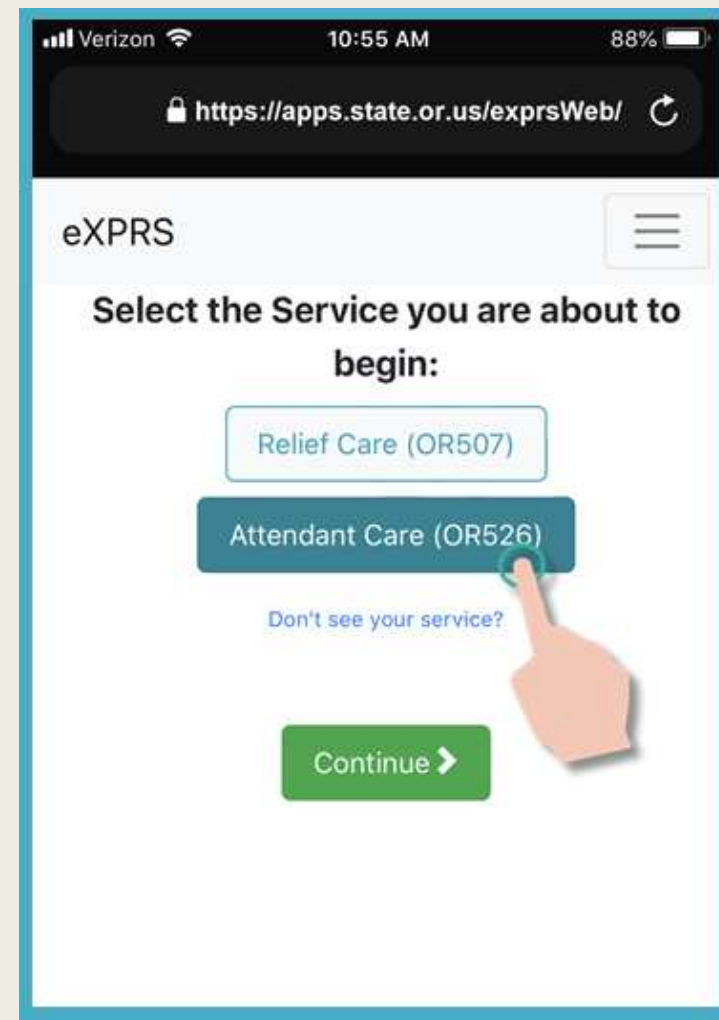 Verizon 10:55 AM 88%
https://apps.state.or.us/exprsWeb/
eXPRS
Select the Service you are about to
begin:
Relief Care (OR507)
Attendant Care (OR526)
Don't see your service?
Continue